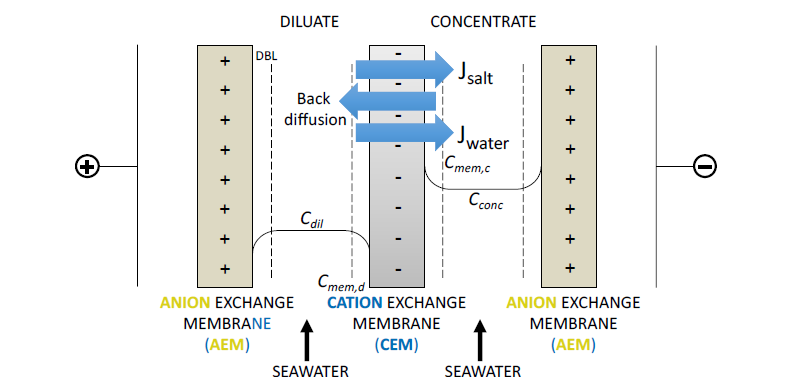 DILUATE
CONCENTRATE
DBL
Back
diffusion
J salt
J water
C mem,c
C conc
C dil
C mem,d
+ + + + + + + +
- - - - - - - -
+ + + + + + + +
+
-
ANION EXCHANGE
MEMBRANE
(AEM)
CATION EXCHANGE
MEMBRANE
(CEM)
ANION EXCHANGE
MEMBRANE
(AEM)
SEAWATER
SEAWATER